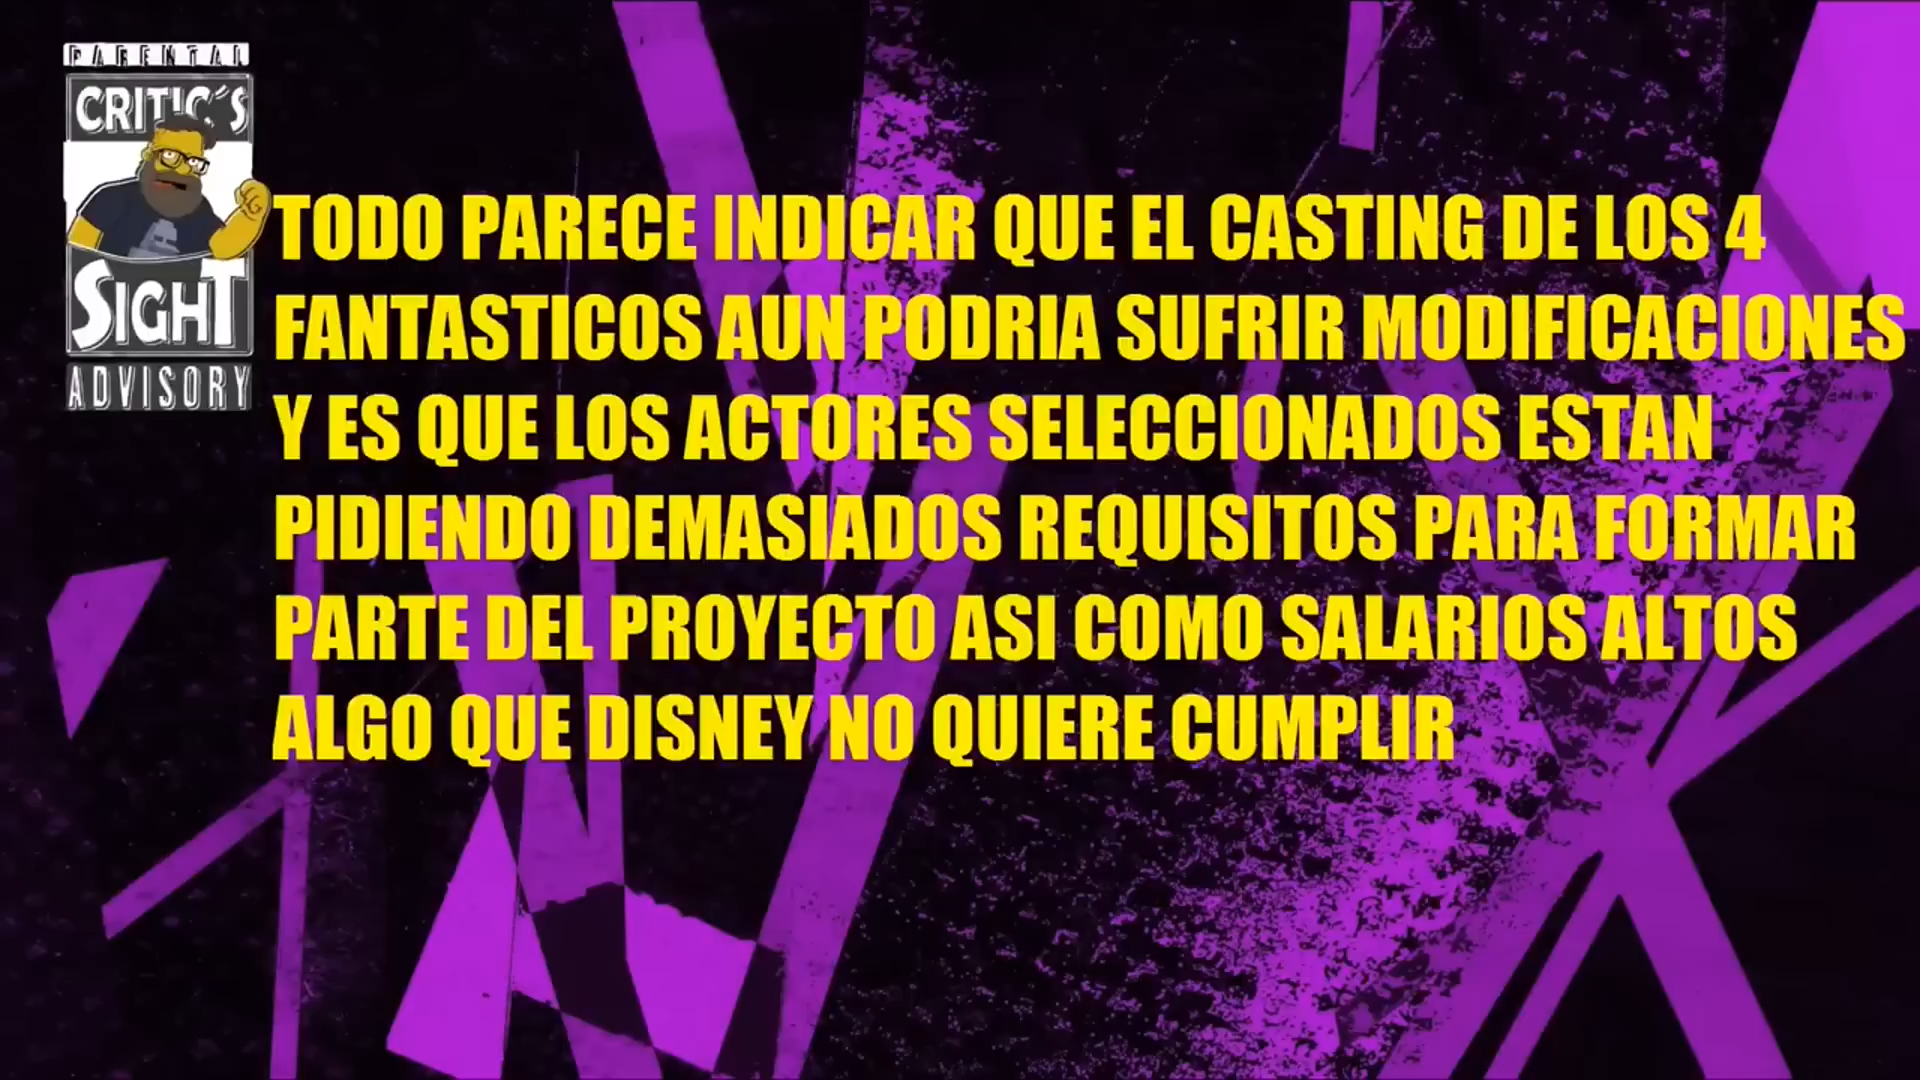 PARENTAL
CRITIC´S
SIGHT
ADVISORY
TODO PARECE INDICAR QUE EL CASTING DE LOS 4
FANTASTICOS AUN PODRIA SUFRIR MODIFICACIONES
Y ES QUE LOS ACTORES SELECCIONADOS ESTAN
PIDIENDO DEMASIADOS REQUISITOS PARA FORMAR
PARTE DEL PROYECTO ASI COMO SALARIOS ALTOS
ALGO QUE DISNEY NO QUIERE CUMPLIR